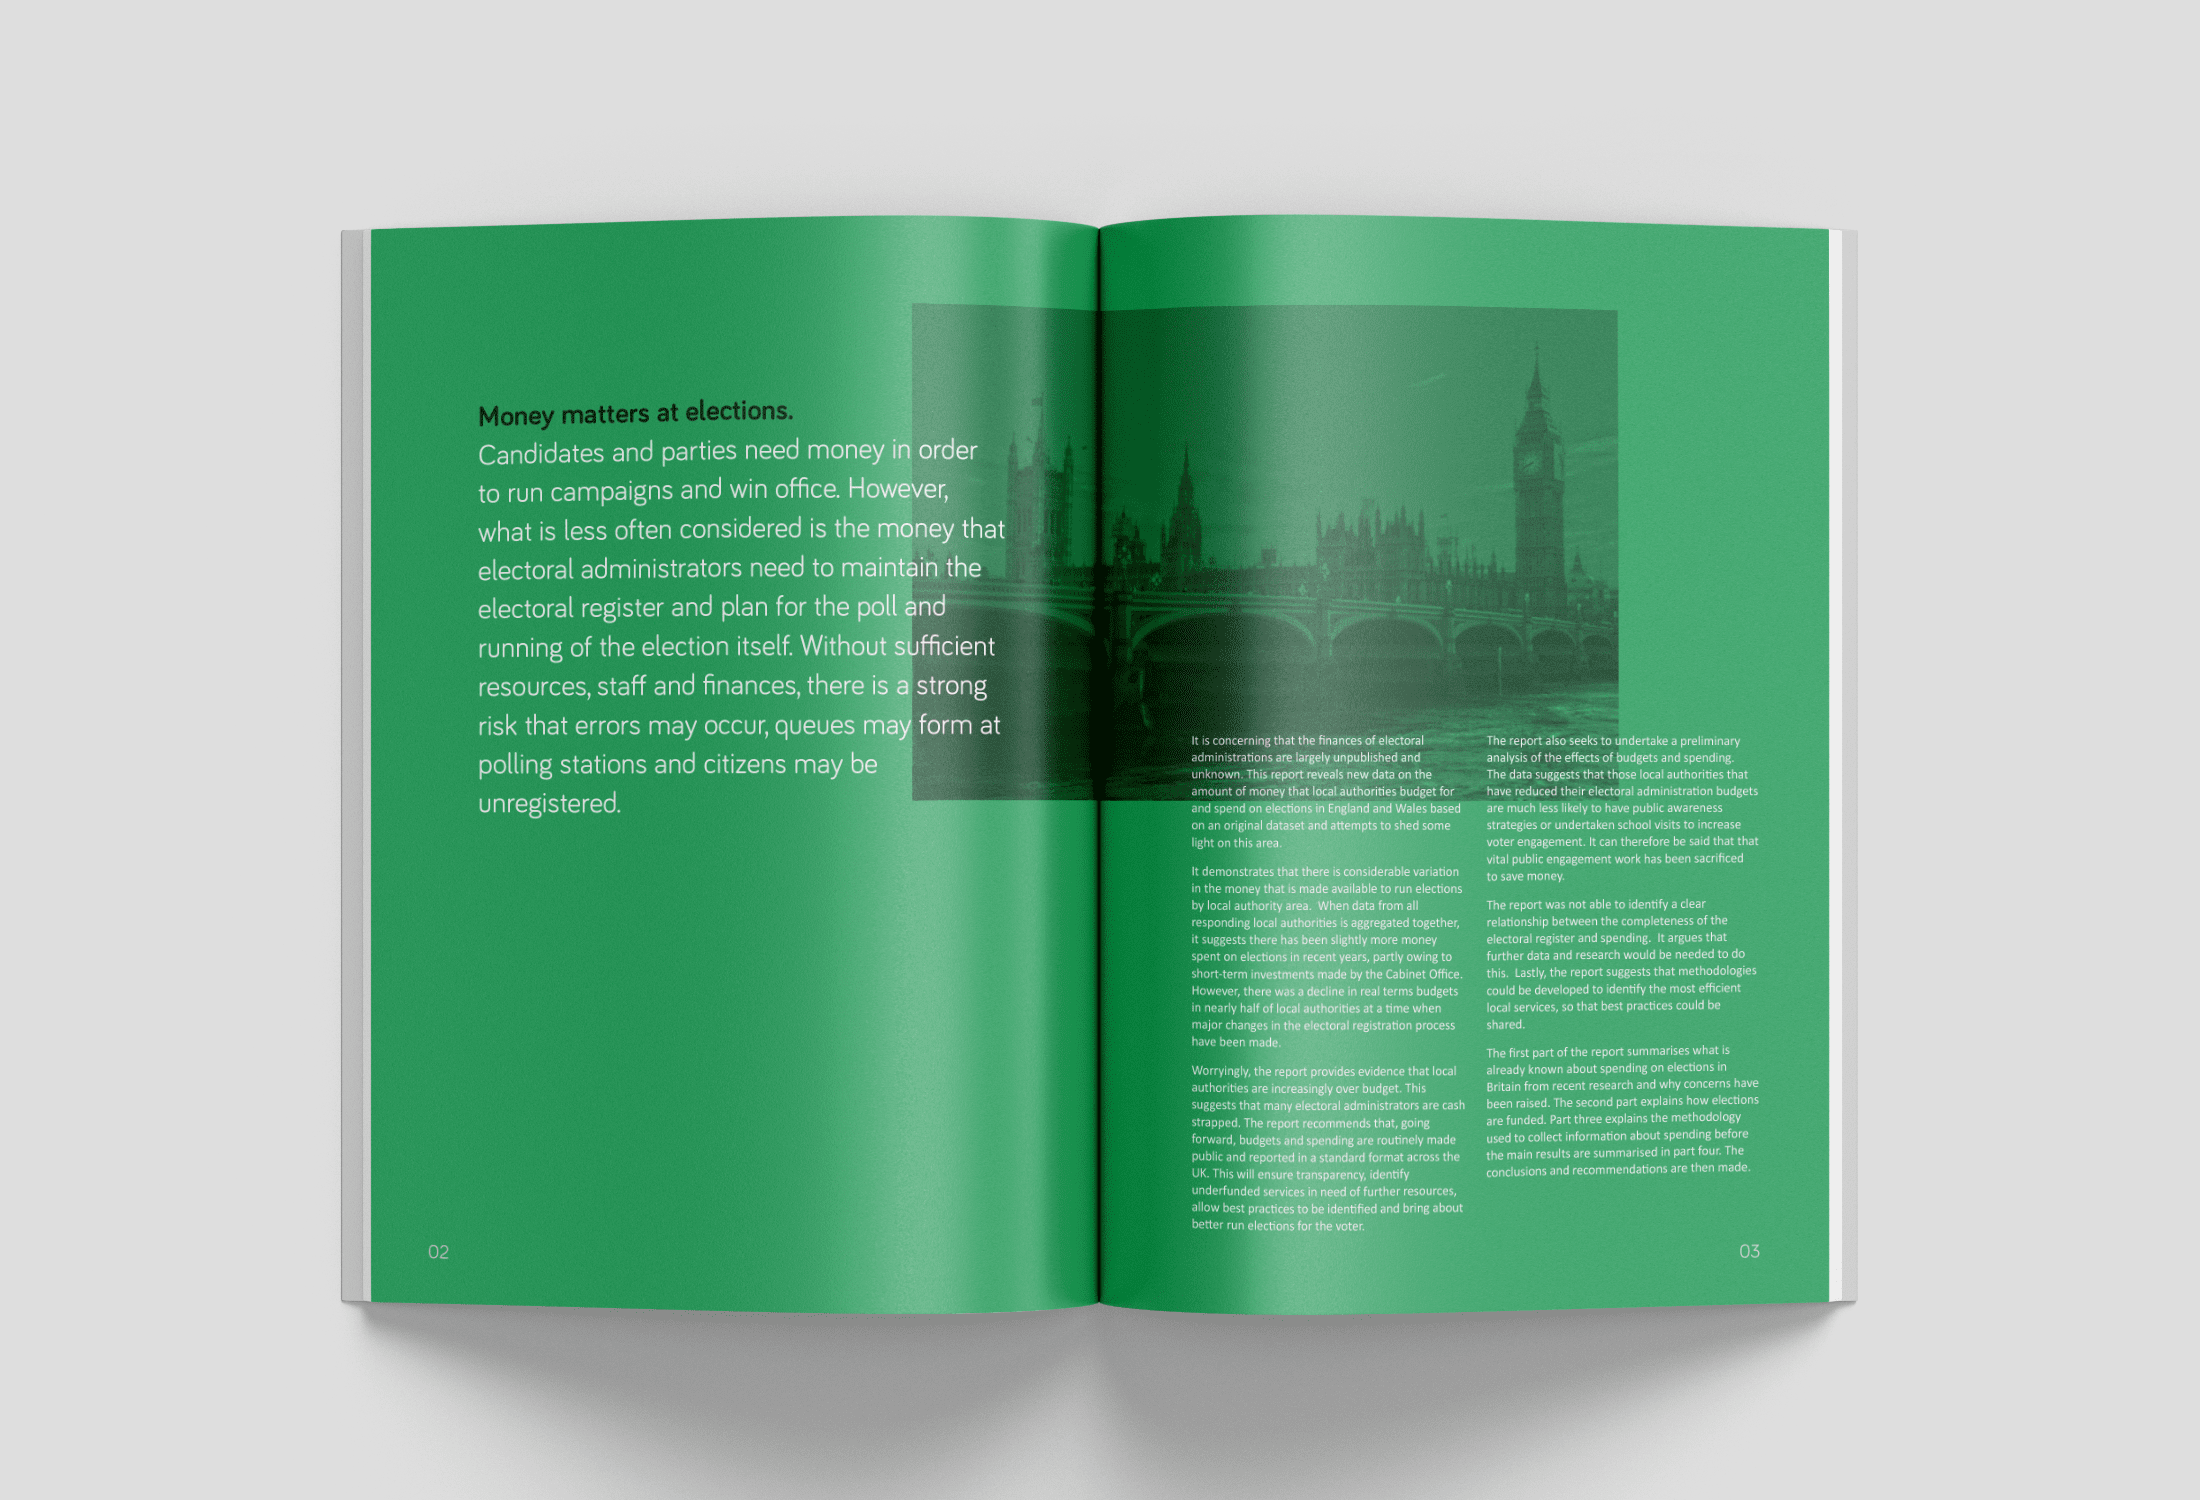 Money matters at elections.
Candidates and parties need money in order
to run campaigns and win office. However,
what is less often considered is the money that
electoral administrators need to maintain the
electoral register and plan for the poll and
running of the election itself. Without sufficient
resources, staff and finances, there is a strong
risk that errors may occur, queues may form at
polling stations and citizens may be
unregistered.
02
It is concerning that the finances of electoral
administrations are largely unpublished and
unknown. This report reveals new data on the
amount of money that local authorities budget for
and spend on elections in England and Wales based
on an original dataset and attempts to shed some
light on this area.
It demonstrates that there is considerable variation
in the money that is made available to run elections
by local authority area. When data from all
responding local authorities is aggregated together,
it suggests there has been slightly more money
spent on elections in recent years, partly owing to
short-term investments made by the Cabinet Office.
However, there was a decline in real terms budgets
in nearly half of local authorities at a time when
major changes in the electoral registration process
have been made.
Worryingly, the report provides evidence that local
authorities are increasingly over budget. This
suggests that many electoral administrators are cash
strapped. The report recommends that, going
forward, budgets and spending are routinely made
public and reported in a standard format across the
UK. This will ensure transparency, identify
underfunded services in need of further resources,
allow best practices to be identified and bring about
better run elections for the voter.
The report also seeks to undertake a preliminary
analysis of the effects of budgets and spending.
The data suggests that those local authorities that
have reduced their electoral administration budgets
are much less likely to have public awareness
strategies or undertaken school visits to increase
voter engagement. It can therefore be said that that
vital public engagement work has been sacrificed
to save money.
The report was not able to identify a clear
relationship between the completeness of the
electoral register and spending. It argues that
further data and research would be needed to do
this. Lastly, the report suggests that methodologies
could be developed to identify the most efficient
local services, so that best practices could be
shared.
The first part of the report summarises what is
already known about spending on elections in
Britain from recent research and why concerns have
been raised. The second part explains how elections
are funded. Part three explains the methodology
used to collect information about spending before
the main results are summarised in part four. The
conclusions and recommendations are then made.
03